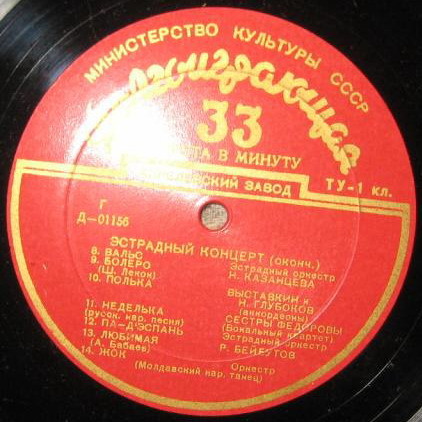 МИНИСТЕРСТВО КУЛЬТУРЫ СССР
Долгоиграющая
33
В МИНУТУ
ЗАВОД
ТУ-1 кл.
Г
Д-01156
ЭСТРАДНЫЙ КОНЦЕРТ (оконч.)
8. ВАЛЬС
Эстрадный оркестр
9. БОЛЕРО
Н. КАЗАНЦЕВА
(Ш. Лекок)
10. ПОЛЬКА
ВЫСТАВКИН и
Н. ГЛУБОКОВ
(аккордеоны)
11. НЕДЕЛЬКА
СЕСТРЫ ФЕДОРОВЫ
(русск. нар. песня)
(Вокальный квартет)
12. ПА-Д'ЭСПАНЬ
Эстрадный оркестр
13. ЛЮБИМАЯ
Р. БЕЙБУТОВ
(А. Бабаев)
14. ЖОК
Оркестр
(Молдавский нар. танец)